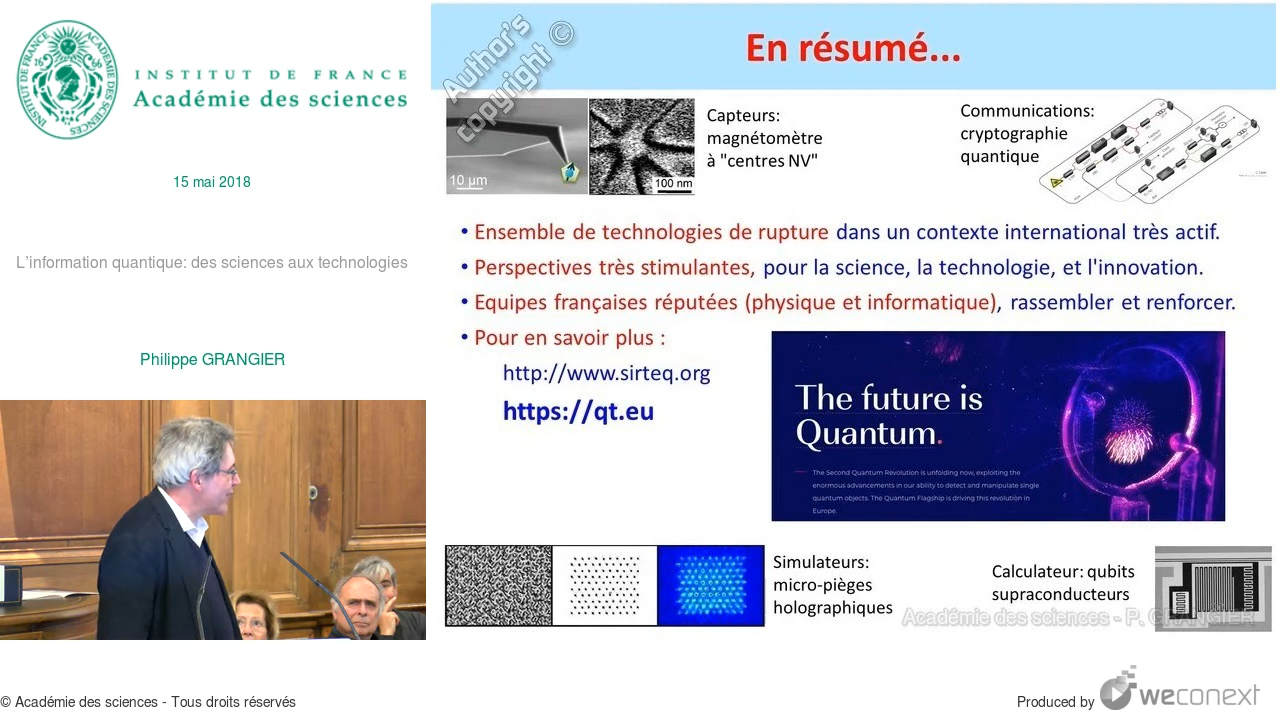 INSTITUT DE FRANCE
Académie des sciences
15 mai 2018
L'information quantique: des sciences aux technologies
Philippe GRANGIER
En résumé...
Author's
copyright ©
10 µm
100 nm
Capteurs:
magnétomètre
à "centres NV"
Communications:
cryptographie
quantique
• Ensemble de technologies de rupture dans un contexte international très actif.
• Perspectives très stimulantes, pour la science, la technologie, et l'innovation.
• Equipes françaises réputées (physique et informatique), rassembler et renforcer.
• Pour en savoir plus :
http://www.sirteq.org
https://qt.eu
The future is
Quantum.
The Second Quantum Revolution is unfolding now, exploiting the
enormous advancements in our ability to detect and manipulate single
quantum objects. The Quantum Flagship is driving this revolution in
Europe.
Simulateurs:
micro-pièges
holographiques
Calculateur: qubits
supraconducteurs
Académie des sciences - P. GRANGIER
© Académie des sciences - Tous droits réservés
Produced by
weconext